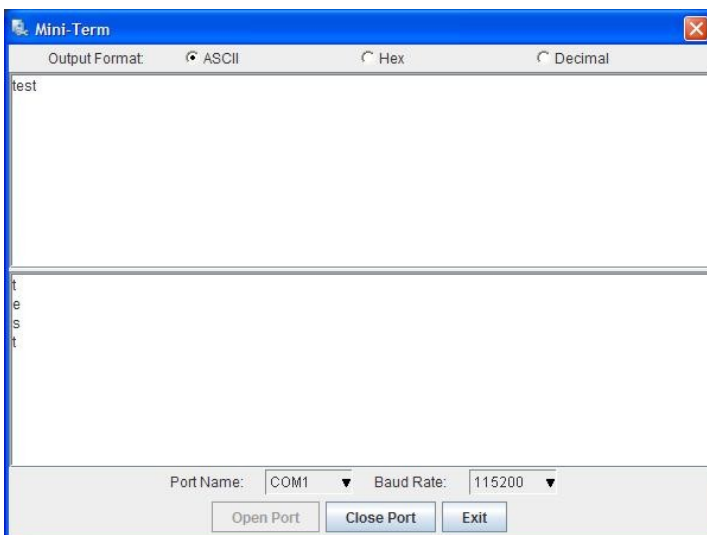 Mini-Term
Output Format: ASCII Hex Decimal
test
t
e
s
t
Port Name: COM1 Baud Rate: 115200
Open Port Close Port Exit